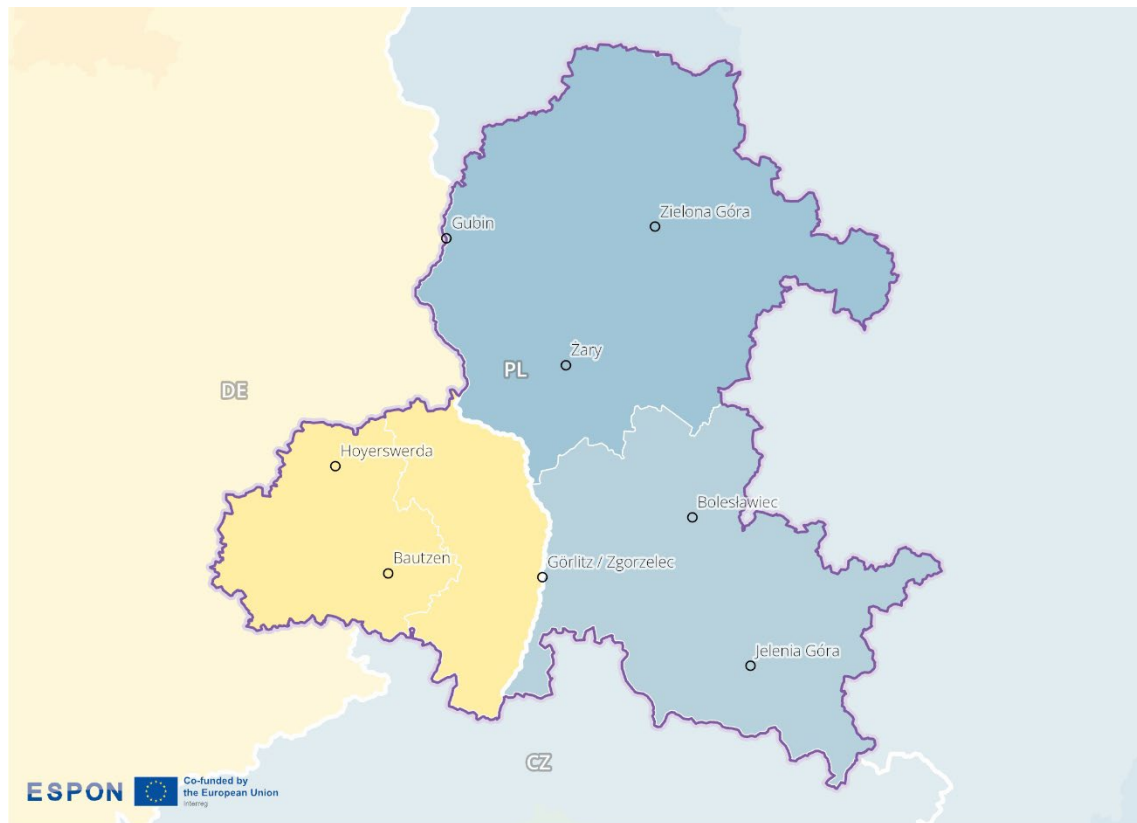 Gubin
Zielona Góra
Żary
PL
DE
Hoyerswerda
Bolesławiec
Bautzen
Görlitz / Zgorzelec
Jelenia Góra
CZ
ESPON
Co-funded by
the European Union
Interreg